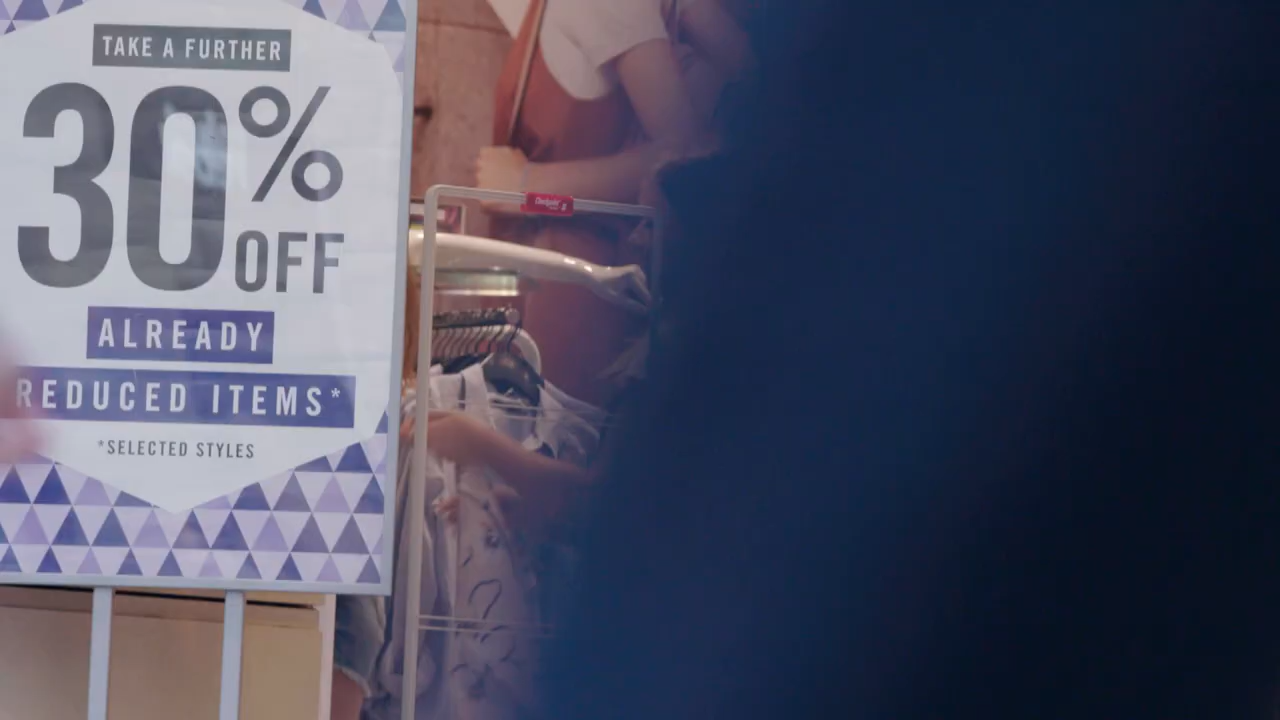 TAKE A FURTHER
30%
OFF
ALREADY
REDUCED ITEMS*
*SELECTED STYLES